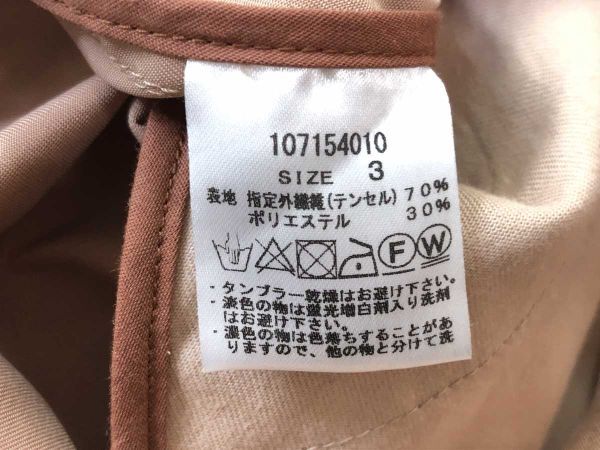 107154010
SIZE 3
表地 指定外繊維(テンセル) 70%
ポリエステル 30%
F W
・タンブラー乾燥はお避け下さい。
・淡色の物は蛍光増白剤入り洗剤
はお避け下さい。
・濃色の物は色落ちすることがあ
りますので、他の物と分けて洗